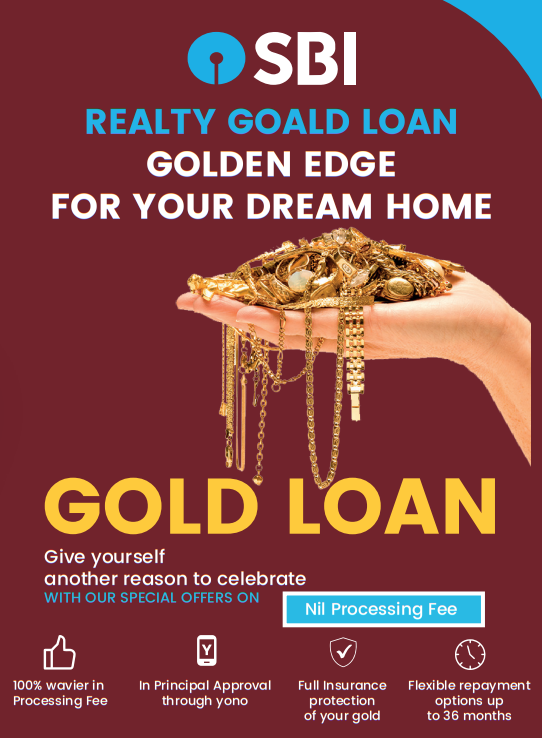 SBI
REALTY GOALD LOAN
GOLDEN EDGE
FOR YOUR DREAM HOME
GOLD LOAN
Give yourself
another reason to celebrate
WITH OUR SPECIAL OFFERS ON
Nil Processing Fee
100% wavier in
Processing Fee
In Principal Approval
through yono
Full Insurance
protection
of your gold
Flexible repayment
options up
to 36 months